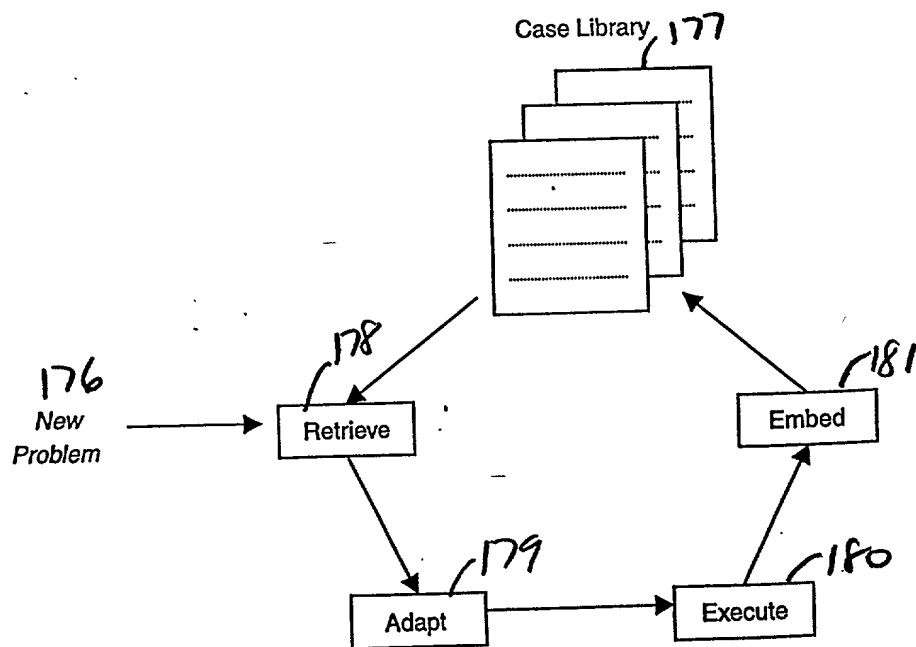 Case Library
177
178
176
New
Problem
Retrieve
181
Embed
179
Adapt
180
Execute